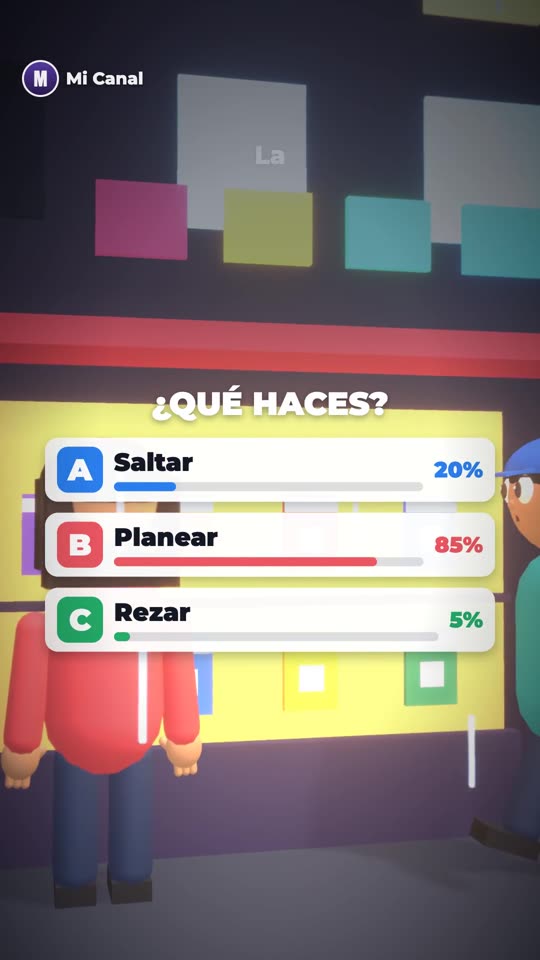 M Mi Canal
La
¿QUÉ HACES?
A Saltar 20%
B Planear 85%
C Rezar 5%